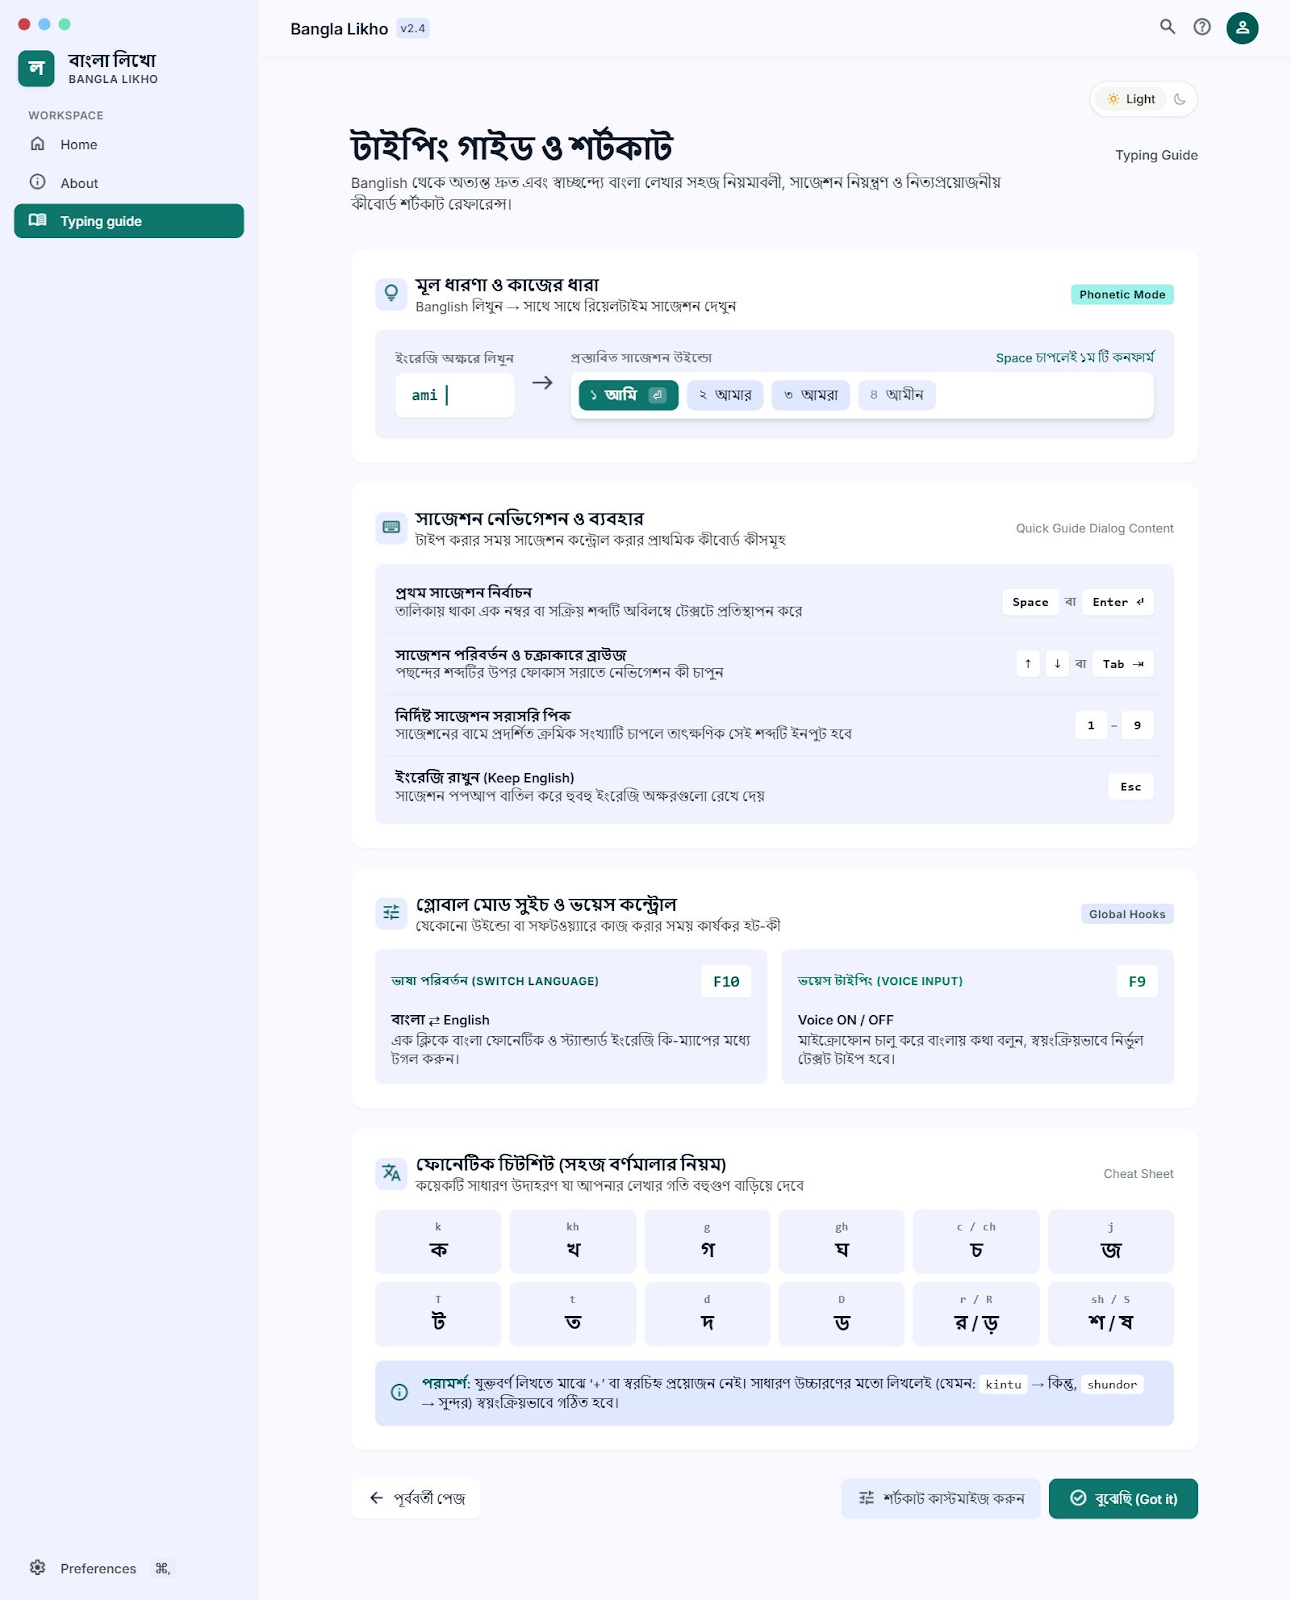 ল
বাংলা লিখো
BANGLA LIKHO
WORKSPACE
Home
About
Typing guide
Preferences ⌘,
Bangla Likho v2.4
Light
টাইপিং গাইড ও শর্টকাট
Typing Guide
Banglish থেকে অত্যন্ত দ্রুত এবং স্বাচ্ছন্দ্যে বাংলা লেখার সহজ নিয়মাবলী, সাজেশন নিয়ন্ত্রণ ও নিত্যপ্রয়োজনীয়
কীবোর্ড শর্টকাট রেফারেন্স।
মূল ধারণা ও কাজের ধারা
Banglish লিখুন → সাথে সাথে রিয়েলটাইম সাজেশন দেখুন
Phonetic Mode
ইংরেজি অক্ষরে লিখুন
ami
→
প্রস্তাবিত সাজেশন উইন্ডো
Space চাপলেই ১ম টি কনফার্ম
১ আমি ⏎ ২ আমার ৩ আমরা ৪ আমীন
সাজেশন নেভিগেশন ও ব্যবহার
টাইপ করার সময় সাজেশন কন্ট্রোল করার প্রাথমিক কীবোর্ড কীসমূহ
Quick Guide Dialog Content
প্রথম সাজেশন নির্বাচন
তালিকায় থাকা এক নম্বর বা সক্রিয় শব্দটি অবিলম্বে টেক্সটে প্রতিস্থাপন করে
Space বা Enter ↵
সাজেশন পরিবর্তন ও চক্রাকারে ব্রাউজ
পছন্দের শব্দটির উপর ফোকাস সরাতে নেভিগেশন কী চাপুন
↑ ↓ বা Tab ⇥
নির্দিষ্ট সাজেশন সরাসরি পিক
সাজেশনের বামে প্রদর্শিত ক্রমিক সংখ্যাটি চাপলে তাৎক্ষণিক সেই শব্দটি ইনপুট হবে
1 – 9
ইংরেজি রাখুন (Keep English)
সাজেশন পপআপ বাতিল করে হুবহু ইংরেজি অক্ষরগুলো রেখে দেয়
Esc
গ্লোবাল মোড সুইচ ও ভয়েস কন্ট্রোল
যেকোনো উইন্ডো বা সফটওয়্যারে কাজ করার সময় কার্যকর হট-কী
Global Hooks
ভাষা পরিবর্তন (SWITCH LANGUAGE) F10
বাংলা ⇄ English
এক ক্লিকে বাংলা ফোনেটিক ও স্ট্যান্ডার্ড ইংরেজি কি-ম্যাপের মধ্যে
টগল করুন।
ভয়েস টাইপিং (VOICE INPUT) F9
Voice ON / OFF
মাইক্রোফোন চালু করে বাংলায় কথা বলুন, স্বয়ংক্রিয়ভাবে নির্ভুল
টেক্সট টাইপ হবে।
ফোনেটিক চিটশিট (সহজ বর্ণমালার নিয়ম)
কয়েকটি সাধারণ উদাহরণ যা আপনার লেখার গতি বহুগুণ বাড়িয়ে দেবে
Cheat Sheet
k kh g gh c / ch j
ক খ গ ঘ চ জ
T t d D r / R sh / S
ট ত দ ড র / ড় শ / ষ
পরামর্শ: যুক্তবর্ণ লিখতে মাঝে '+' বা স্বরচিহ্ন প্রয়োজন নেই। সাধারণ উচ্চারণের মতো লিখলেই (যেমন: kintu → কিন্তু, shundor
→ সুন্দর) স্বয়ংক্রিয়ভাবে গঠিত হবে।
← পূর্ববর্তী পেজ
শর্টকাট কাস্টমাইজ করুন
বুঝেছি (Got it)